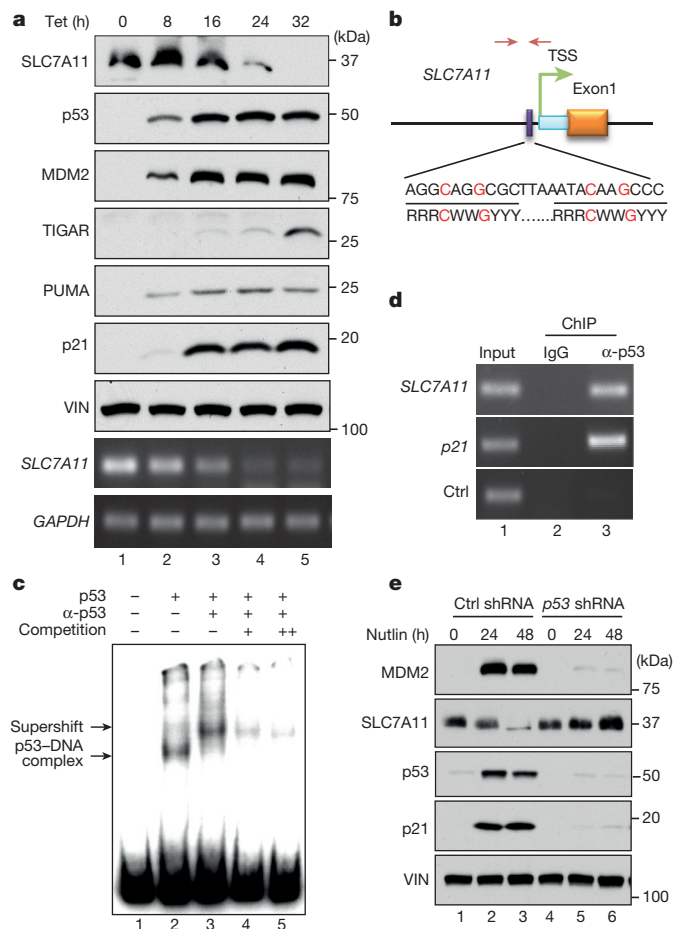 a
Tet (h) 0 8 16 24 32
(kDa)
SLC7A11 37
p53 50
MDM2
75
TIGAR
25
PUMA 25
p21 20
VIN
100
SLC7A11
GAPDH
1 2 3 4 5
b
TSS
SLC7A11
Exon1
AGGCAGGCGCTTAAATACAAGCCC
RRRCWWGYYY......RRRCWWGYYY
d
ChIP
Input IgG α-p53
SLC7A11
p21
Ctrl
1 2 3
c
p53 – + + + +
α-p53 – – + + +
Competition – – – + ++
Supershift
p53–DNA
complex
1 2 3 4 5
e
Ctrl shRNA p53 shRNA
Nutlin (h) 0 24 48 0 24 48
(kDa)
MDM2
75
SLC7A11 37
p53
50
p21 20
VIN
100
1 2 3 4 5 6